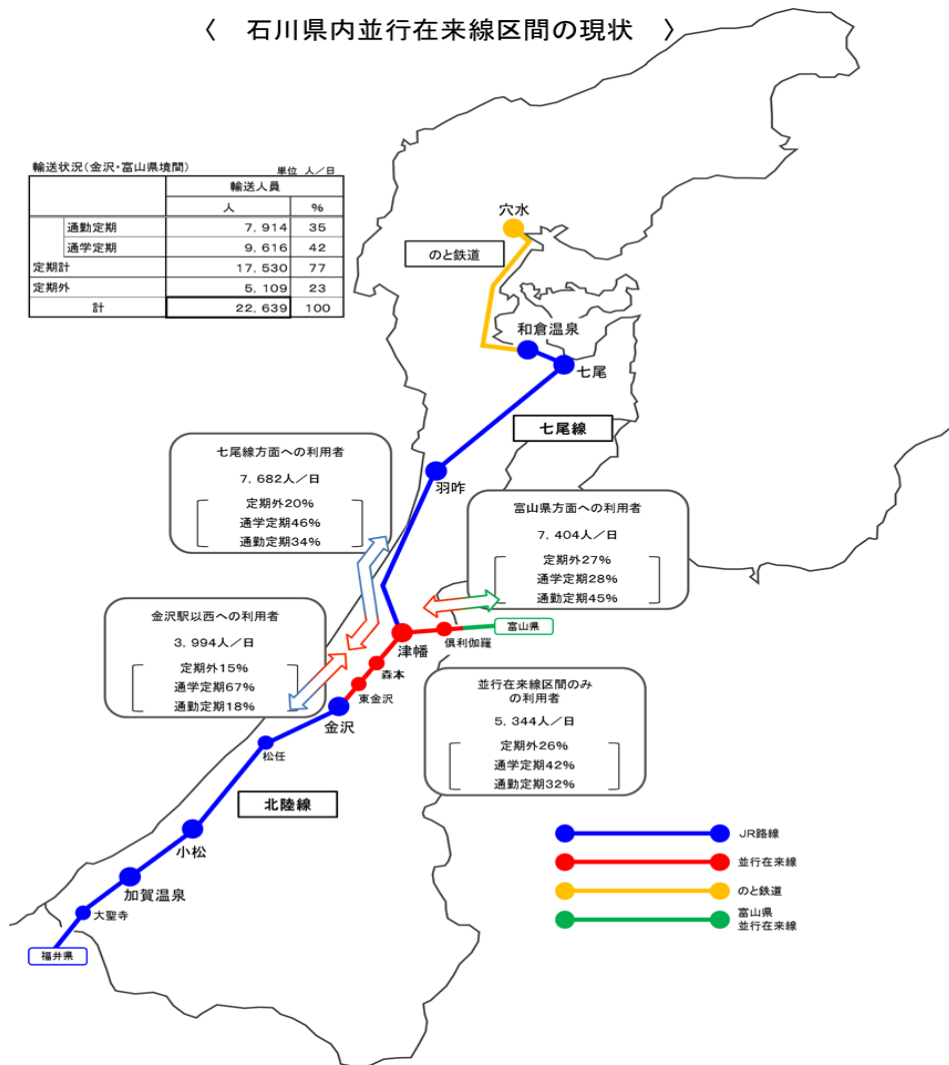 〈　石川県内並行在来線区間の現状　〉
輸送状況(金沢・富山県境間)　単位 人／日
輸送人員
人　％
通勤定期　7,914　35
通学定期　9,616　42
定期計　17,530　77
定期外　5,109　23
計　22,639　100
穴水
のと鉄道
和倉温泉
七尾
七尾線
羽咋
七尾線方面への利用者
7,682人／日
定期外20%
通学定期46%
通勤定期34%
富山県方面への利用者
7,404人／日
定期外27%
通学定期28%
通勤定期45%
金沢駅以西への利用者
3,994人／日
定期外15%
通学定期67%
通勤定期18%
富山県
倶利伽羅
津幡
森本
東金沢
金沢
並行在来線区間のみ
の利用者
5,344人／日
定期外26%
通学定期42%
通勤定期32%
松任
北陸線
小松
加賀温泉
大聖寺
福井県
JR路線
並行在来線
のと鉄道
富山県
並行在来線